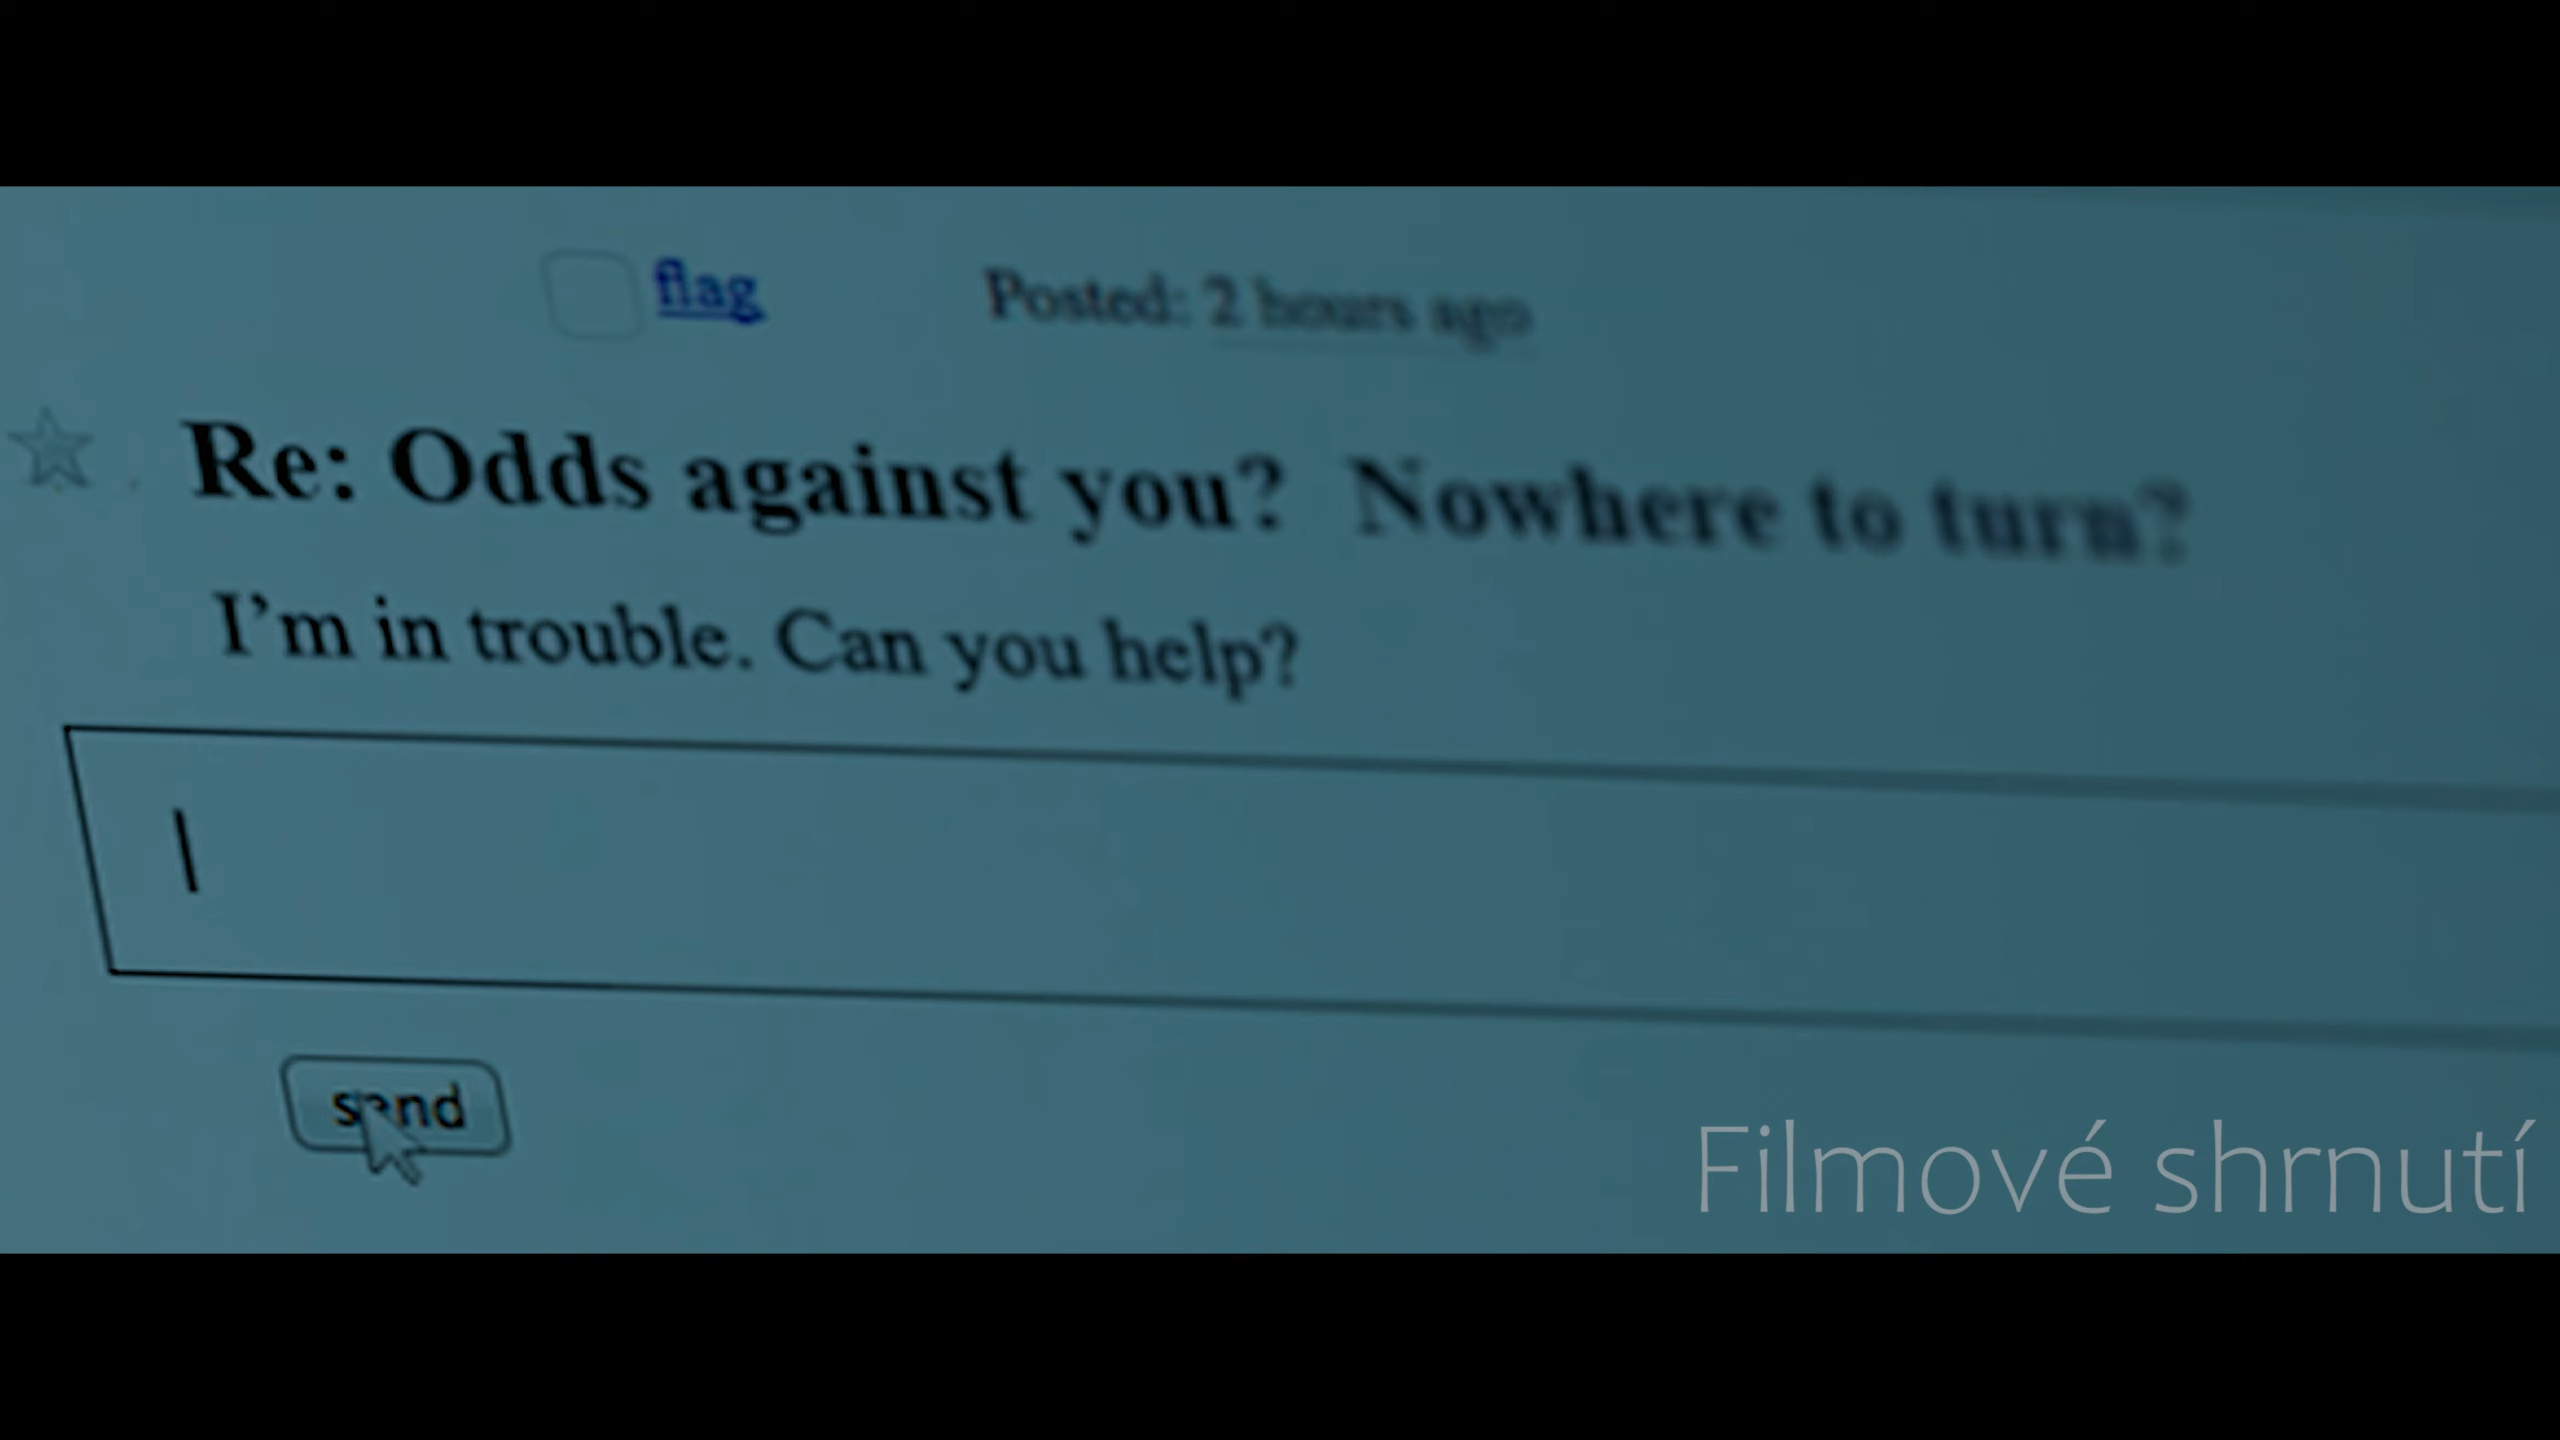 flag
Posted: 2 hours ago
Re: Odds against you? Nowhere to turn?
I'm in trouble. Can you help?
send
Filmové shrnutí